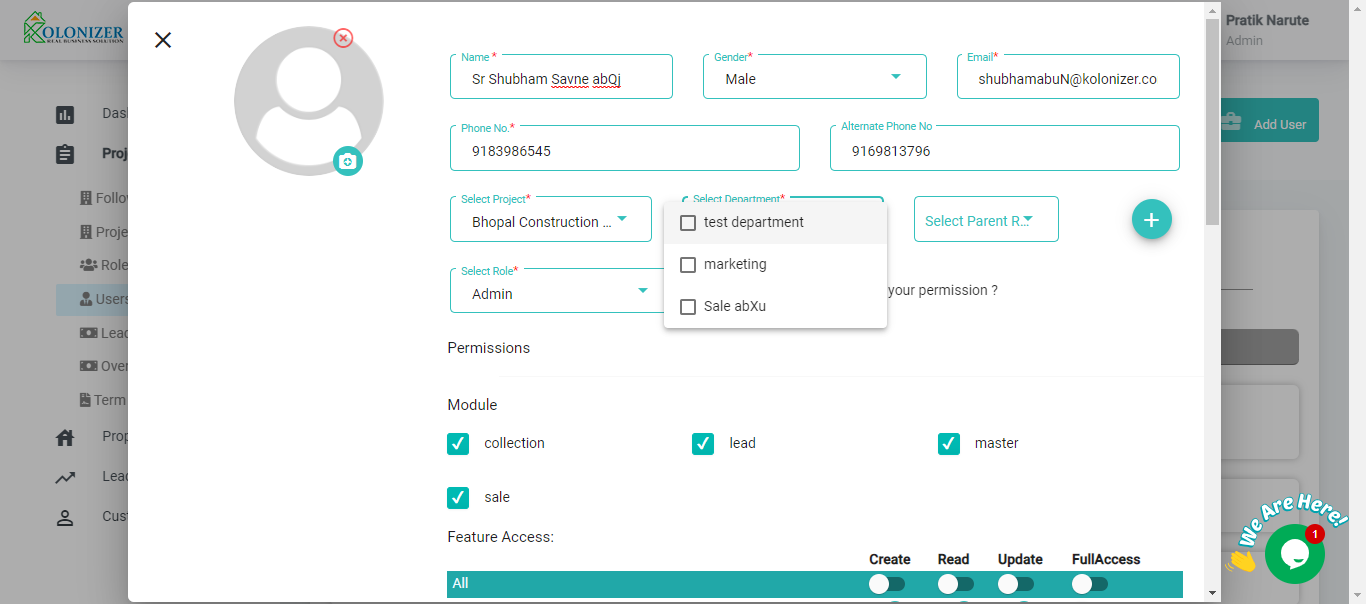 KOLONIZER
REAL BUSINESS SOLUTION
Pratik Narute
Admin
Name *
Sr Shubham Savne abQj
Gender*
Male
Email*
shubhamabuN@kolonizer.co
Phone No.*
9183986545
Alternate Phone No
9169813796
Add User
Select Project*
Bhopal Construction ...
Select Department*
test department
marketing
Sale abXu
Select Parent R...
Select Role*
Admin
your permission ?
Permissions
Module
collection
lead
master
sale
Feature Access:
Create Read Update FullAccess
All
Dasl
Proj
Follo
Proje
Role
Users
Lead
Over
Term
Prop
Lead
Cust
We Are Here!
1